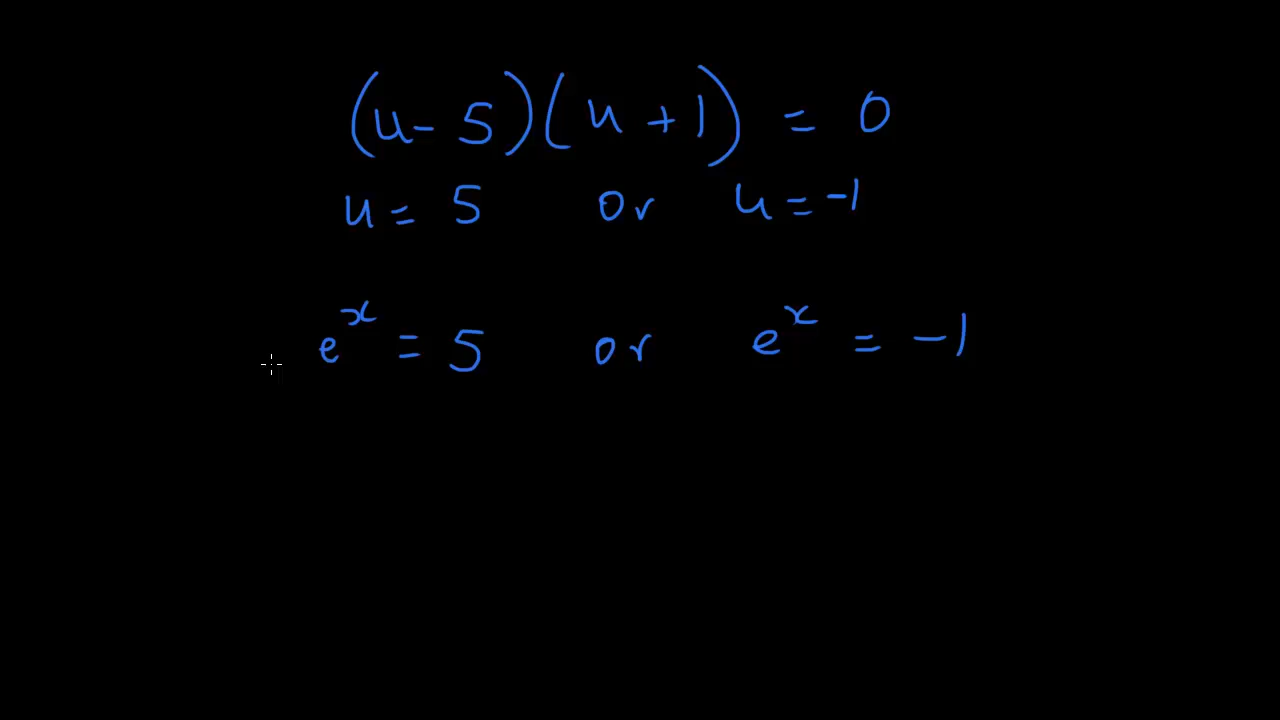 (u - 5)(u + 1) = 0
u = 5 or u = -1
e^x = 5 or e^x = -1